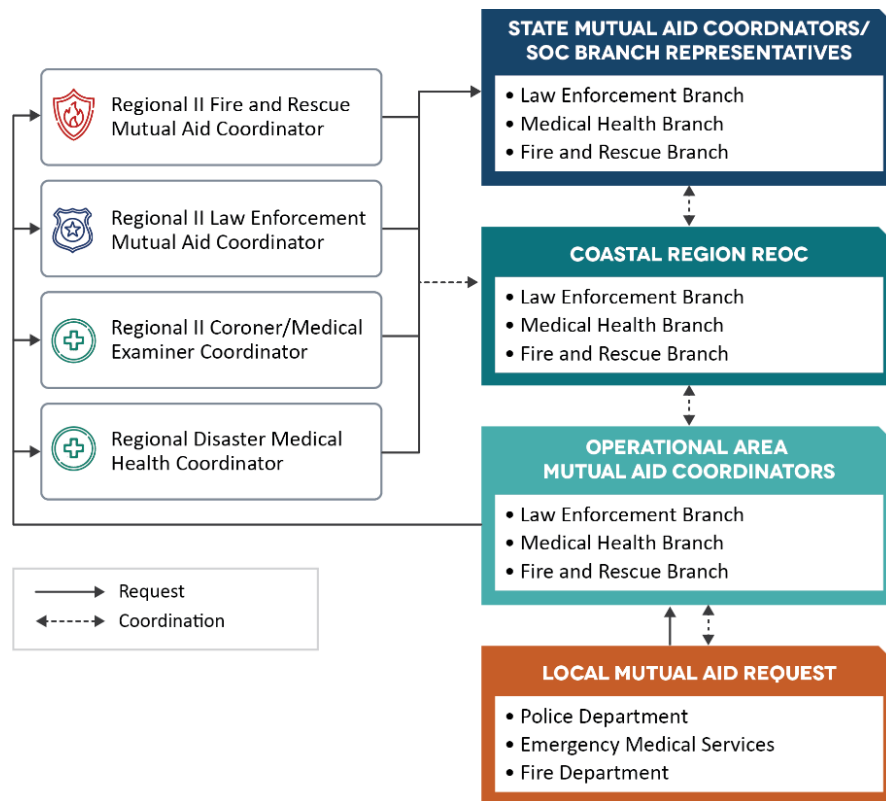 STATE MUTUAL AID COORDNATORS/
SOC BRANCH REPRESENTATIVES
• Law Enforcement Branch
• Medical Health Branch
• Fire and Rescue Branch
Regional II Fire and Rescue
Mutual Aid Coordinator
Regional II Law Enforcement
Mutual Aid Coordinator
Regional II Coroner/Medical
Examiner Coordinator
Regional Disaster Medical
Health Coordinator
COASTAL REGION REOC
• Law Enforcement Branch
• Medical Health Branch
• Fire and Rescue Branch
OPERATIONAL AREA
MUTUAL AID COORDINATORS
• Law Enforcement Branch
• Medical Health Branch
• Fire and Rescue Branch
Request
Coordination
LOCAL MUTUAL AID REQUEST
• Police Department
• Emergency Medical Services
• Fire Department